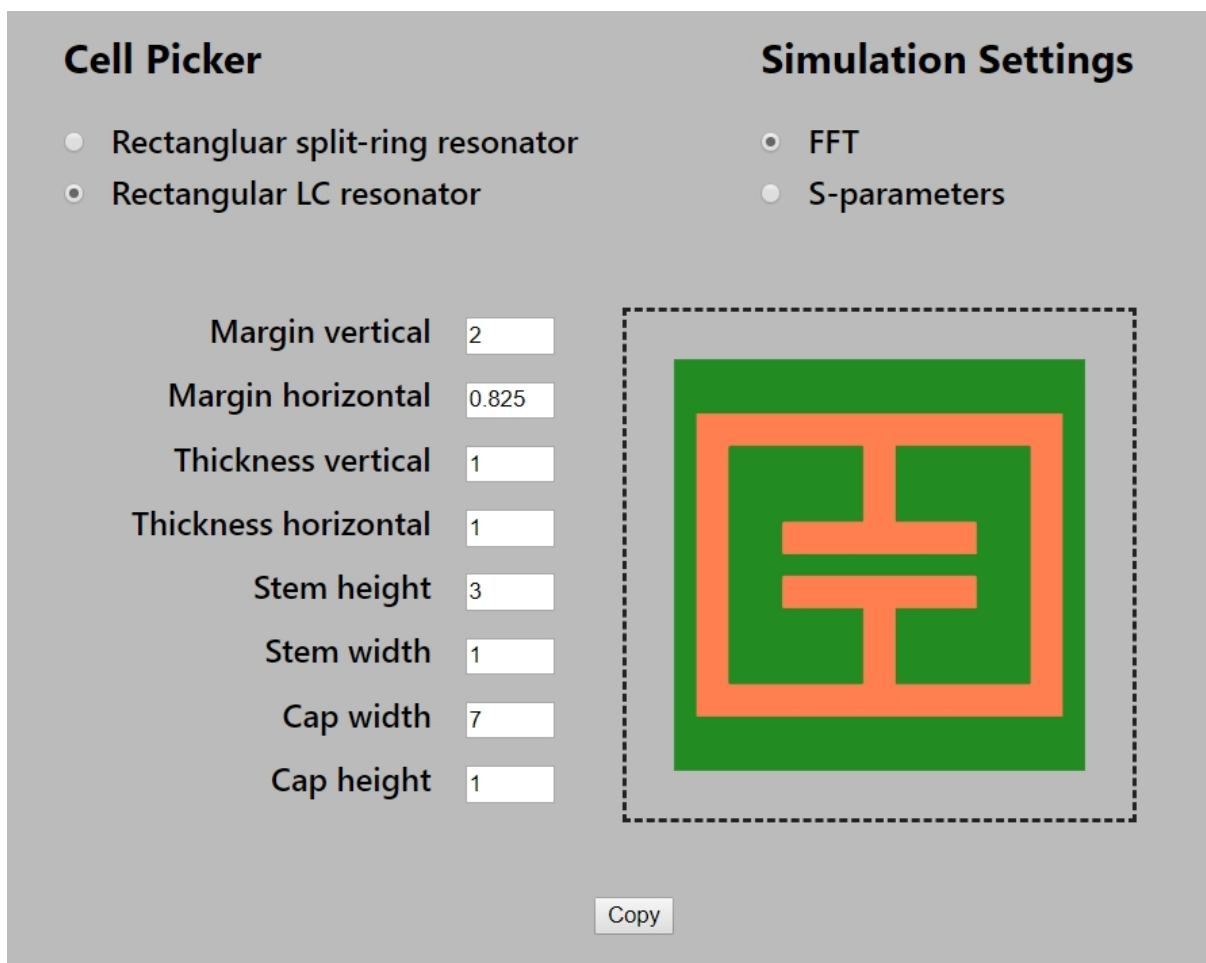 Cell Picker
Simulation Settings
Rectangluar split-ring resonator
FFT
Rectangular LC resonator
S-parameters
Margin vertical 2
Margin horizontal 0.825
Thickness vertical 1
Thickness horizontal 1
Stem height 3
Stem width 1
Cap width 7
Cap height 1
Copy